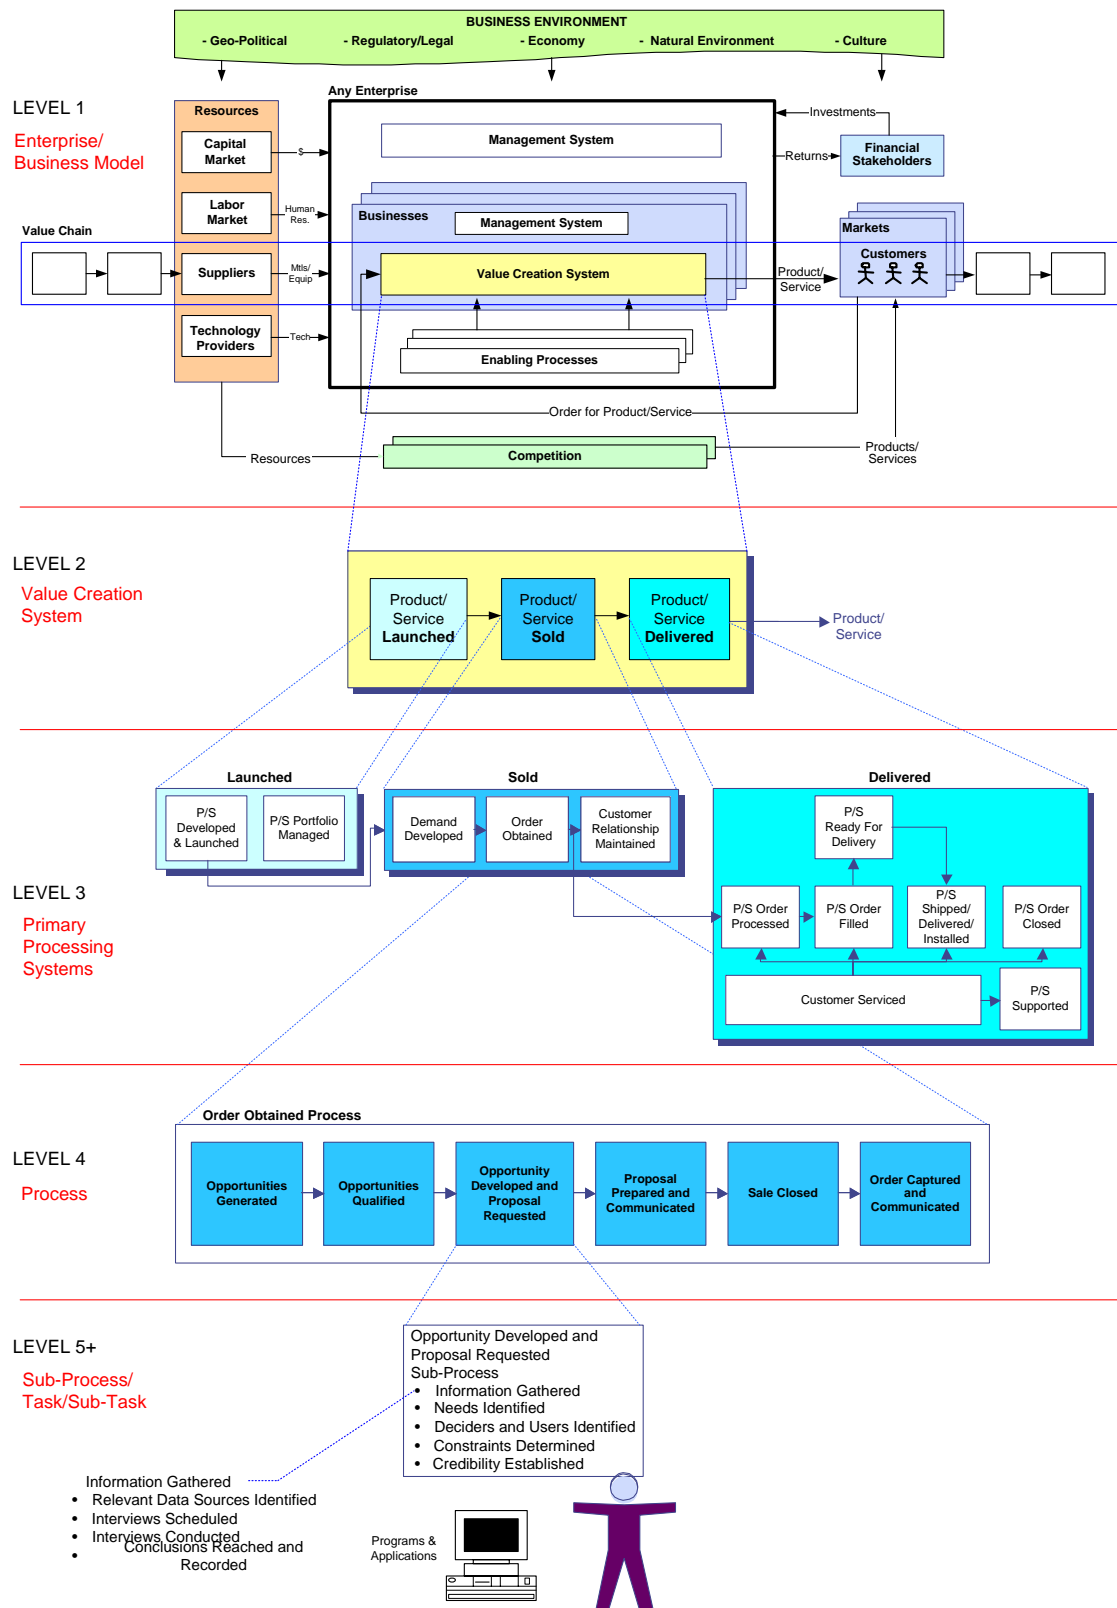 BUSINESS ENVIRONMENT
- Geo-Political - Regulatory/Legal - Economy - Natural Environment - Culture
LEVEL 1
Enterprise/
Business Model
Any Enterprise
Resources
Capital
Market
$
Labor
Market
Human
Res.
Suppliers
Mtls/
Equip
Technology
Providers
Tech
Value Chain
Management System
Businesses
Management System
Value Creation System
Enabling Processes
Investments
Returns
Financial
Stakeholders
Markets
Customers
Product/
Service
Order for Product/Service
Resources
Competition
Products/
Services
LEVEL 2
Value Creation
System
Product/
Service
Launched
Product/
Service
Sold
Product/
Service
Delivered
Product/
Service
LEVEL 3
Primary
Processing
Systems
Launched
P/S
Developed
& Launched
P/S Portfolio
Managed
Sold
Demand
Developed
Order
Obtained
Customer
Relationship
Maintained
Delivered
P/S
Ready For
Delivery
P/S Order
Processed
P/S Order
Filled
P/S
Shipped/
Delivered/
Installed
P/S Order
Closed
Customer Serviced
P/S
Supported
LEVEL 4
Process
Order Obtained Process
Opportunities
Generated
Opportunities
Qualified
Opportunity
Developed and
Proposal
Requested
Proposal
Prepared and
Communicated
Sale Closed
Order Captured
and
Communicated
LEVEL 5+
Sub-Process/
Task/Sub-Task
Opportunity Developed and
Proposal Requested
Sub-Process
• Information Gathered
• Needs Identified
• Deciders and Users Identified
• Constraints Determined
• Credibility Established
Information Gathered
• Relevant Data Sources Identified
• Interviews Scheduled
• Interviews Conducted
• Conclusions Reached and
Recorded
Programs &
Applications